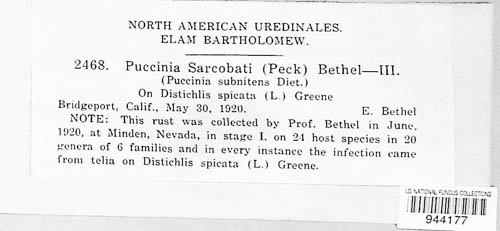 NORTH AMERICAN UREDINALES.
ELAM BARTHOLOMEW.
2468. Puccinia Sarcobati (Peck) Bethel—III.
(Puccinia subnitens Diet.)
On Distichlis spicata (L.) Greene
Bridgeport, Calif., May 30, 1920. E. Bethel
NOTE: This rust was collected by Prof. Bethel in June,
1920, at Minden, Nevada, in stage I. on 24 host species in 20
genera of 6 families and in every instance the infection came
from telia on Distichlis spicata (L.) Greene.
US NATIONAL FUNGUS COLLECTIONS
944177